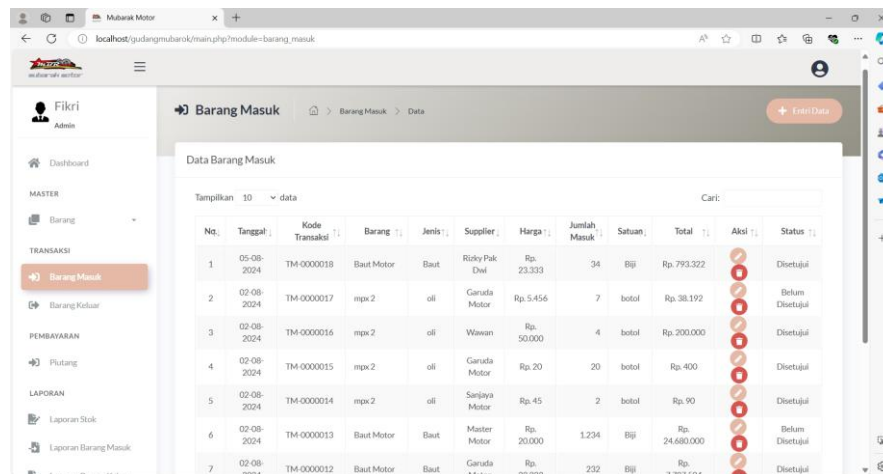 Mubarak Motor
localhost/gudangmubarok/main.php?module=barang_masuk
mubarak motor
Fikri
Admin
Barang Masuk
Barang Masuk > Data
Entri Data
Dashboard
MASTER
Barang
TRANSAKSI
Barang Masuk
Barang Keluar
PEMBAYARAN
Piutang
LAPORAN
Laporan Stok
Laporan Barang Masuk
Data Barang Masuk
Tampilkan 10 data
Cari:
No. Tanggal Kode Transaksi Barang Jenis Supplier Harga Jumlah Masuk Satuan Total Aksi Status
1 05-08-2024 TM-0000018 Baut Motor Baut Rizky Pak Dwi Rp. 23.333 34 Biji Rp. 793.322 Disetujui
2 02-08-2024 TM-0000017 mpx 2 oli Garuda Motor Rp. 5.456 7 botol Rp. 38.192 Belum Disetujui
3 02-08-2024 TM-0000016 mpx 2 oli Wawan Rp. 50.000 4 botol Rp. 200.000 Disetujui
4 02-08-2024 TM-0000015 mpx 2 oli Garuda Motor Rp. 20 20 botol Rp. 400 Disetujui
5 02-08-2024 TM-0000014 mpx 2 oli Sanjaya Motor Rp. 45 2 botol Rp. 90 Disetujui
6 02-08-2024 TM-0000013 Baut Motor Baut Master Motor Rp. 20.000 1.234 Biji Rp. 24.680.000 Belum Disetujui
7 02-08- TM-0000012 Baut Motor Baut Garuda Rp. 232 Biji Rp. Disetujui